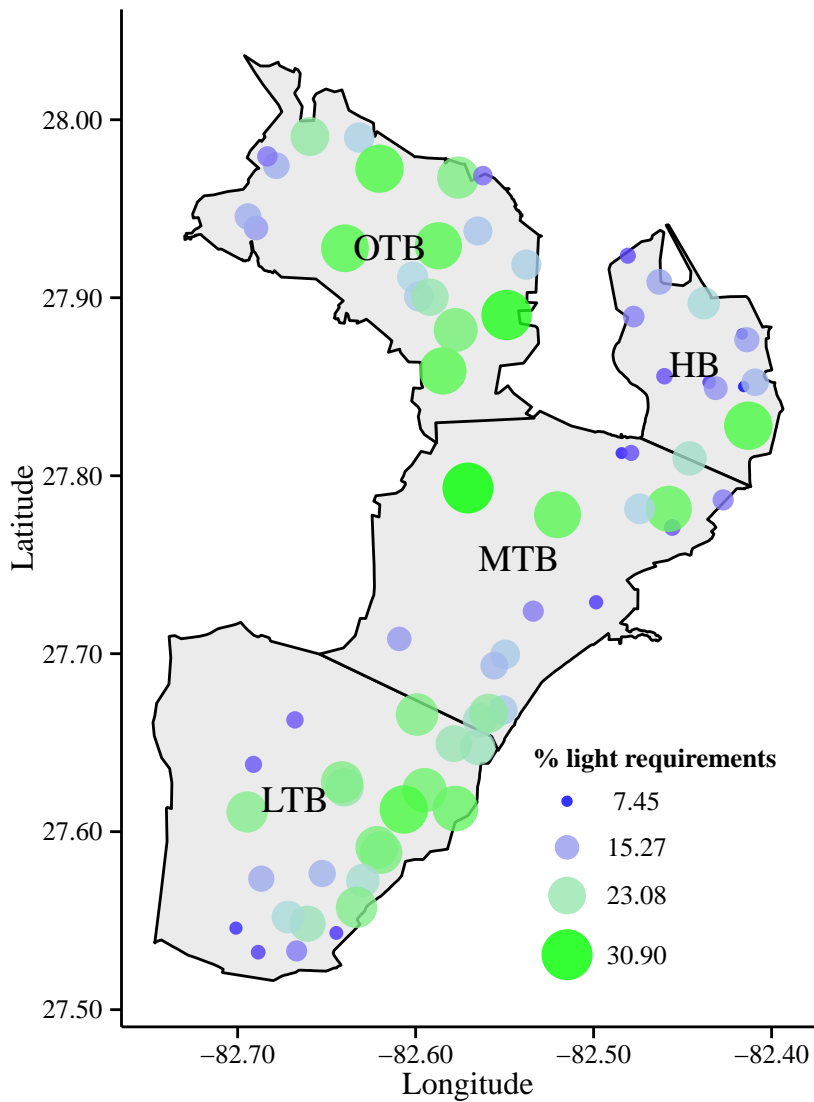 28.00
27.90
27.80
27.70
27.60
27.50
Latitude
OTB
HB
MTB
LTB
% light requirements
7.45
15.27
23.08
30.90
−82.70
−82.60
−82.50
−82.40
Longitude